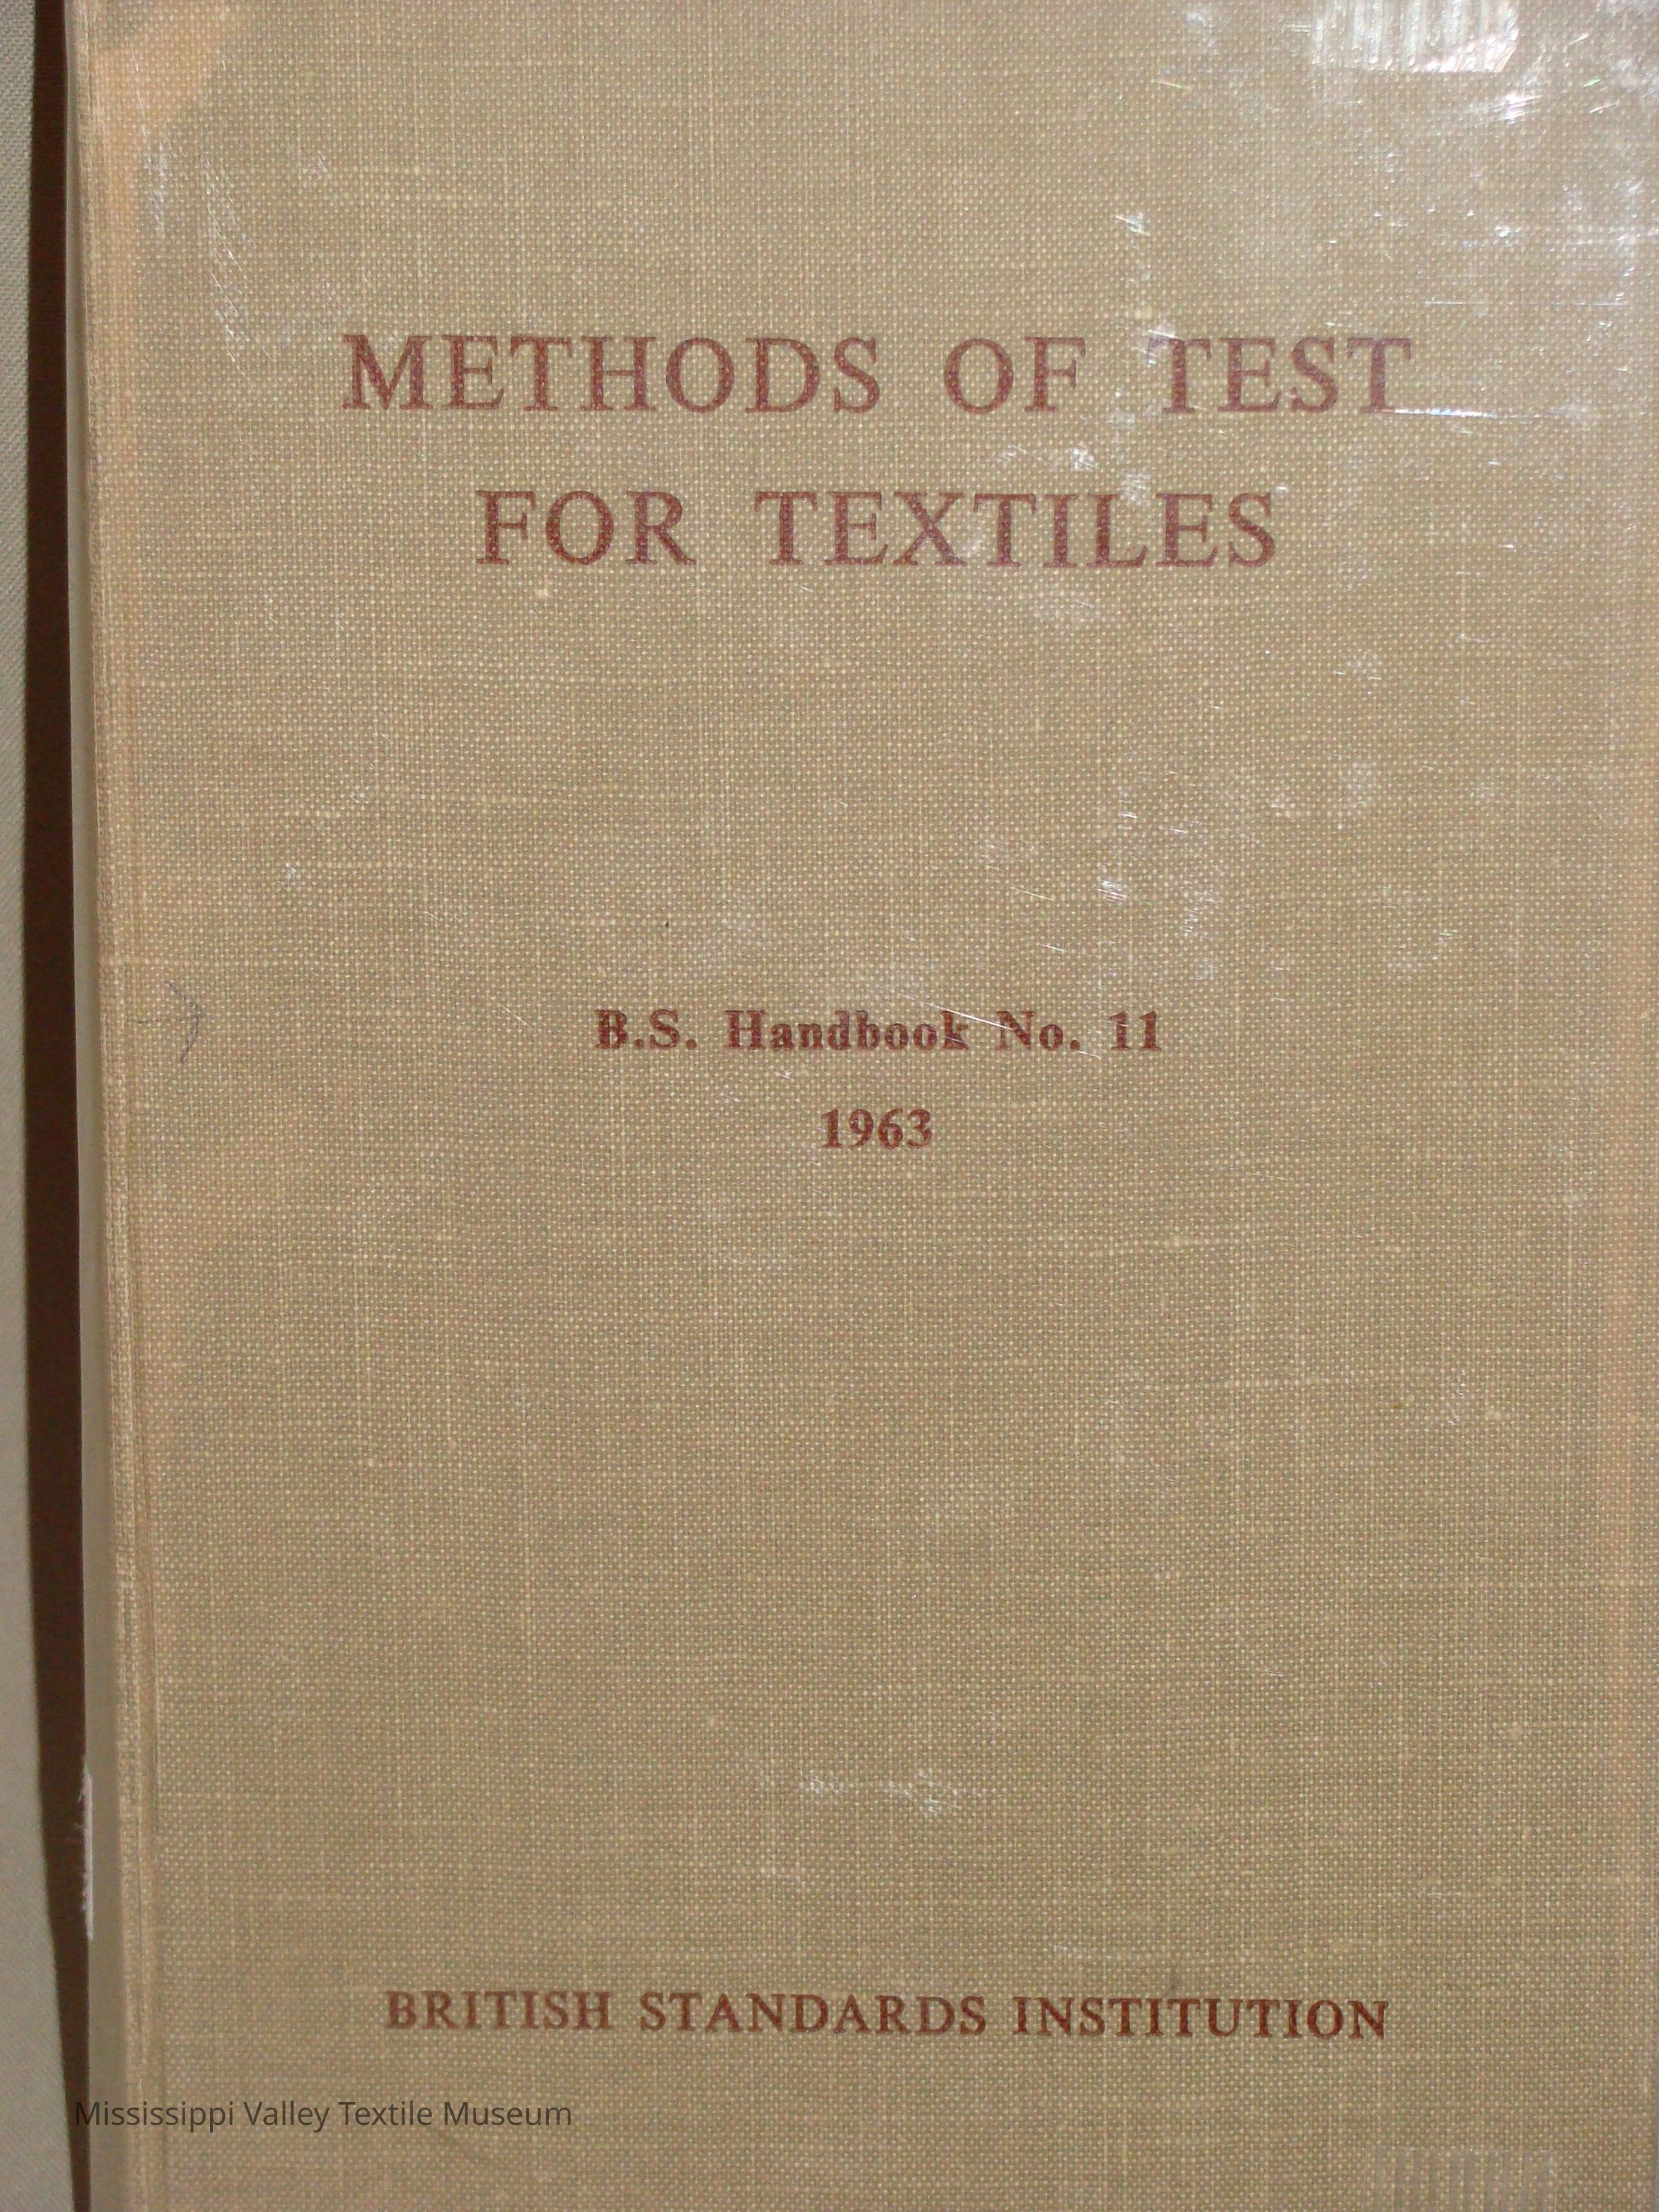 METHODS OF TEST
FOR TEXTILES
B.S. Handbook No. 11
1963
BRITISH STANDARDS INSTITUTION
Mississippi Valley Textile Museum